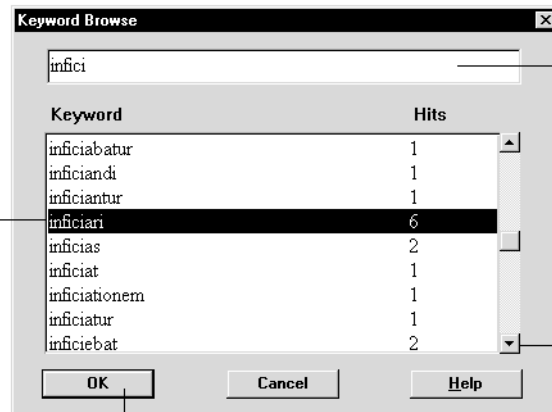 Keyword Browse
infici
Keyword Hits
inficiabatur 1
inficiandi 1
inficiantur 1
inficiari 6
inficias 2
inficiat 1
inficiationem 1
inficiatur 1
inficiebat 2
OK Cancel Help